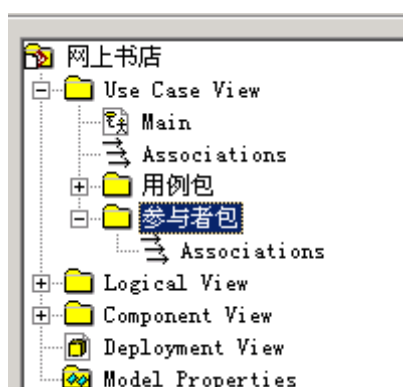 网上书店
Use Case View
Main
Associations
用例包
参与者包
Associations
Logical View
Component View
Deployment View
Model Properties